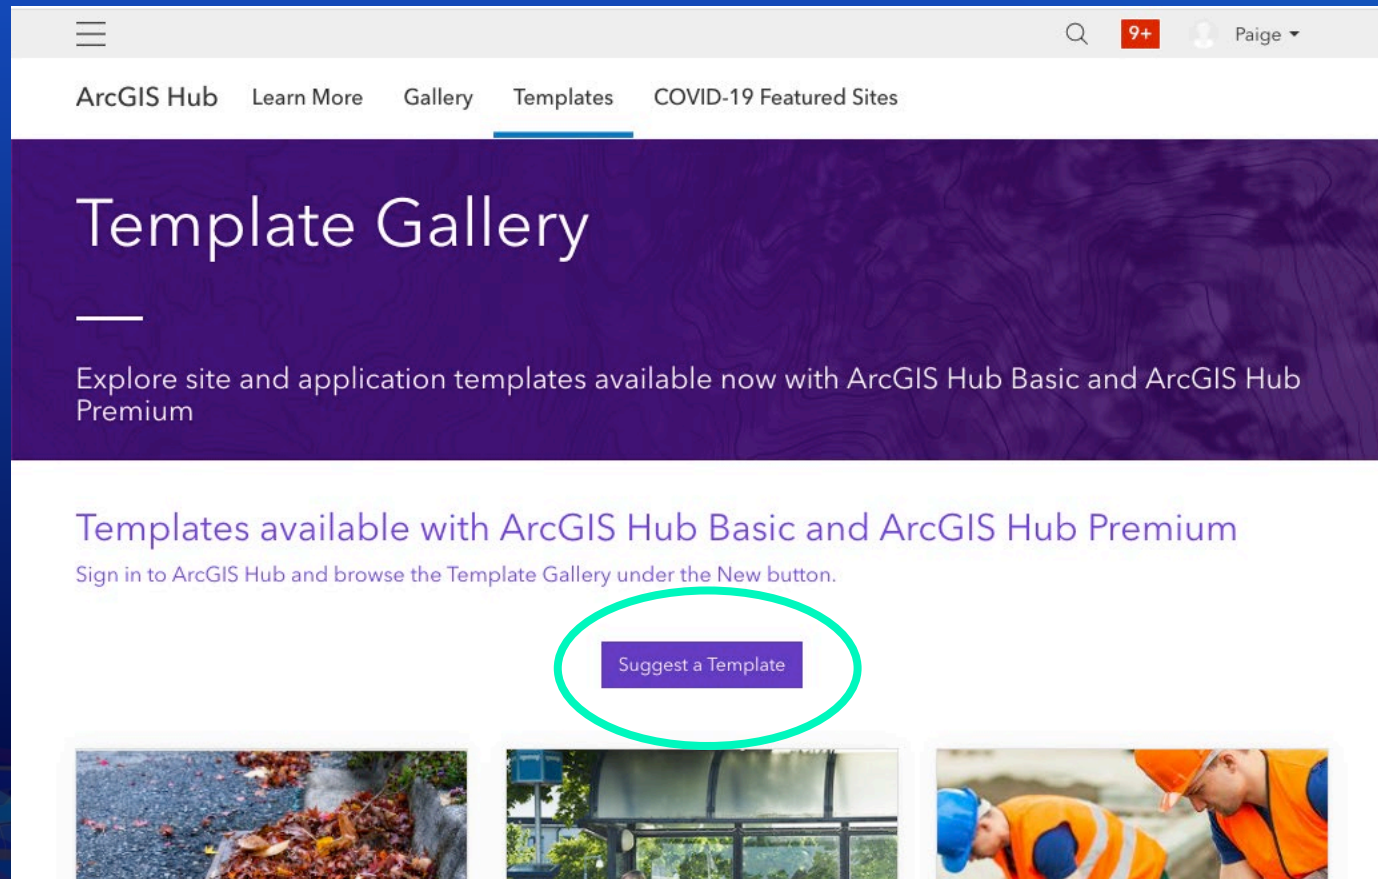 9+ Paige
ArcGIS Hub Learn More Gallery Templates COVID-19 Featured Sites
Template Gallery
Explore site and application templates available now with ArcGIS Hub Basic and ArcGIS Hub
Premium
Templates available with ArcGIS Hub Basic and ArcGIS Hub Premium
Sign in to ArcGIS Hub and browse the Template Gallery under the New button.
Suggest a Template